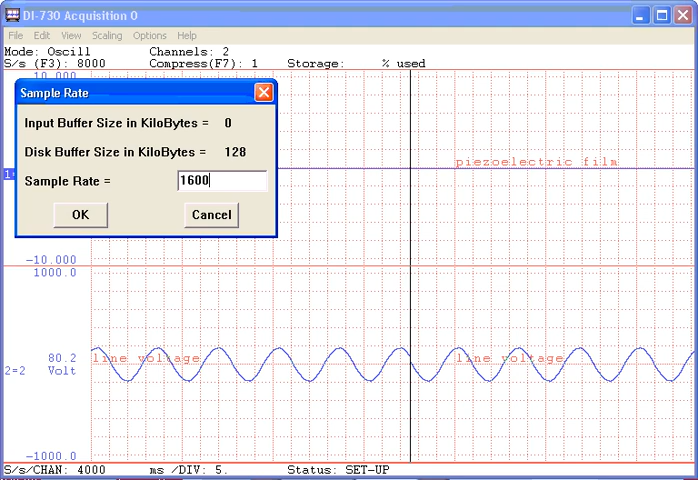 DI-730 Acquisition 0
File Edit View Scaling Options Help
Mode: Oscill Channels: 2
S/s (F3): 8000 Compress(F7): 1 Storage: % used
10.000
Sample Rate
Input Buffer Size in KiloBytes = 0
Disk Buffer Size in KiloBytes = 128
Sample Rate = 1600
OK Cancel
piezoelectric film
-10.000
1000.0
line voltage line voltage
80.2
2=2 Volt
-1000.0
S/s/CHAN: 4000 ms /DIV: 5. Status: SET-UP